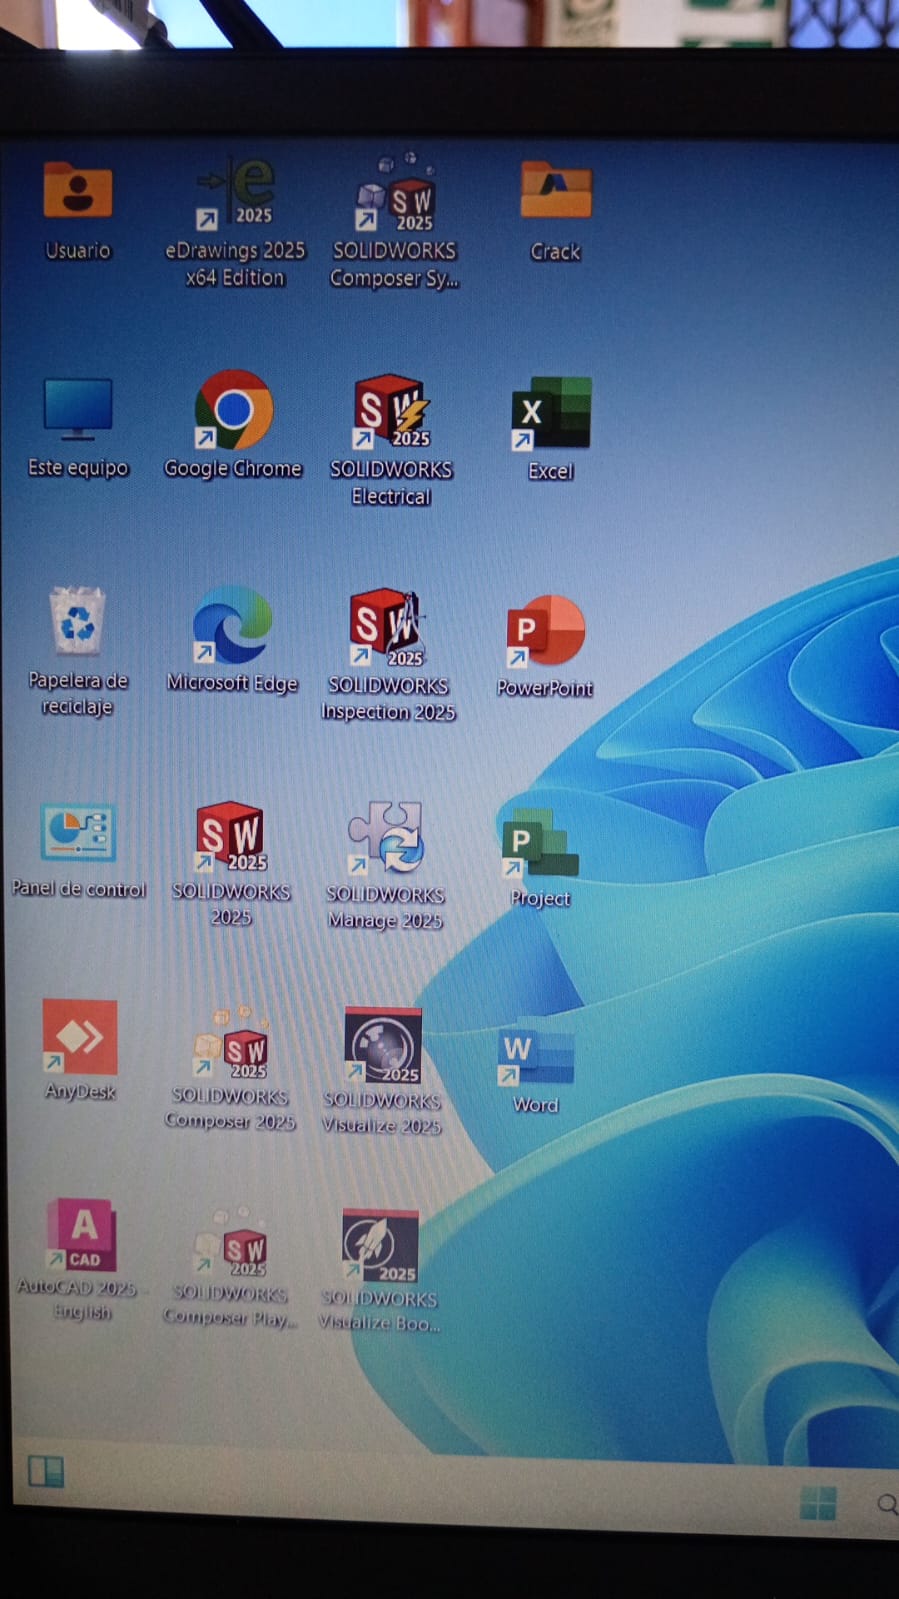 Usuario
2025
eDrawings 2025
x64 Edition
SW
2025
SOLIDWORKS
Composer Sy...
Crack
Este equipo
Google Chrome
SW
2025
SOLIDWORKS
Electrical
X
Excel
Papelera de
reciclaje
Microsoft Edge
SW
2025
SOLIDWORKS
Inspection 2025
P
PowerPoint
Panel de control
SW
2025
SOLIDWORKS
2025
SOLIDWORKS
Manage 2025
P
Project
AnyDesk
SW
2025
SOLIDWORKS
Composer 2025
2025
SOLIDWORKS
Visualize 2025
W
Word
A
CAD
AutoCAD 2025 -
English
SW
2025
SOLIDWORKS
Composer Play...
2025
SOLIDWORKS
Visualize Boo...